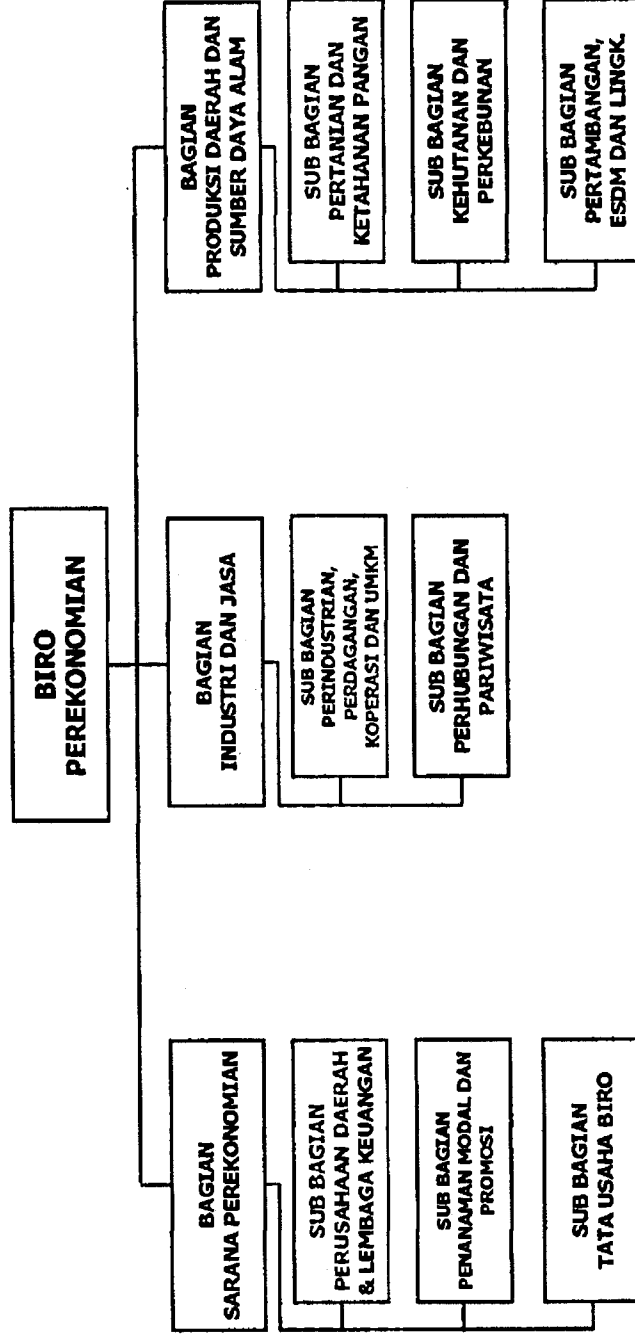 BIRO
PEREKONOMIAN
BAGIAN
SARANA PEREKONOMIAN
SUB BAGIAN
PERUSAHAAN DAERAH
& LEMBAGA KEUANGAN
SUB BAGIAN
PENANAMAN MODAL DAN
PROMOSI
SUB BAGIAN
TATA USAHA BIRO
BAGIAN
INDUSTRI DAN JASA
SUB BAGIAN
PERINDUSTRIAN,
PERDAGANGAN,
KOPERASI DAN UMKM
SUB BAGIAN
PERHUBUNGAN DAN
PARIWISATA
BAGIAN
PRODUKSI DAERAH DAN
SUMBER DAYA ALAM
SUB BAGIAN
PERTANIAN DAN
KETAHANAN PANGAN
SUB BAGIAN
KEHUTANAN DAN
PERKEBUNAN
SUB BAGIAN
PERTAMBANGAN,
ESDM DAN LINGK.